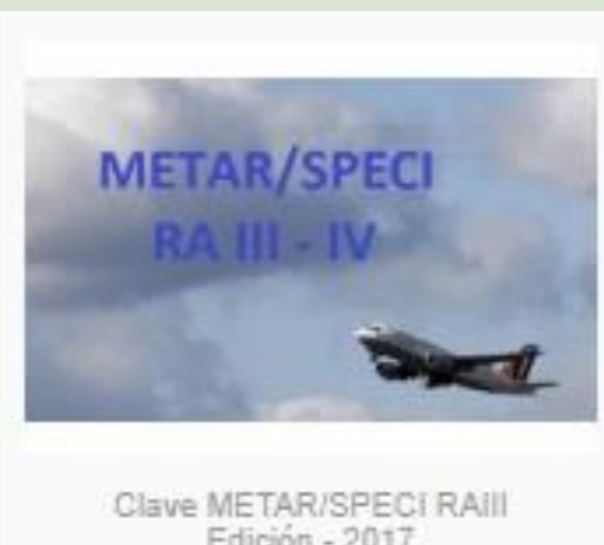 METAR/SPECI
RA III - IV
Clave METAR/SPECI RAIII
Edición - 2017